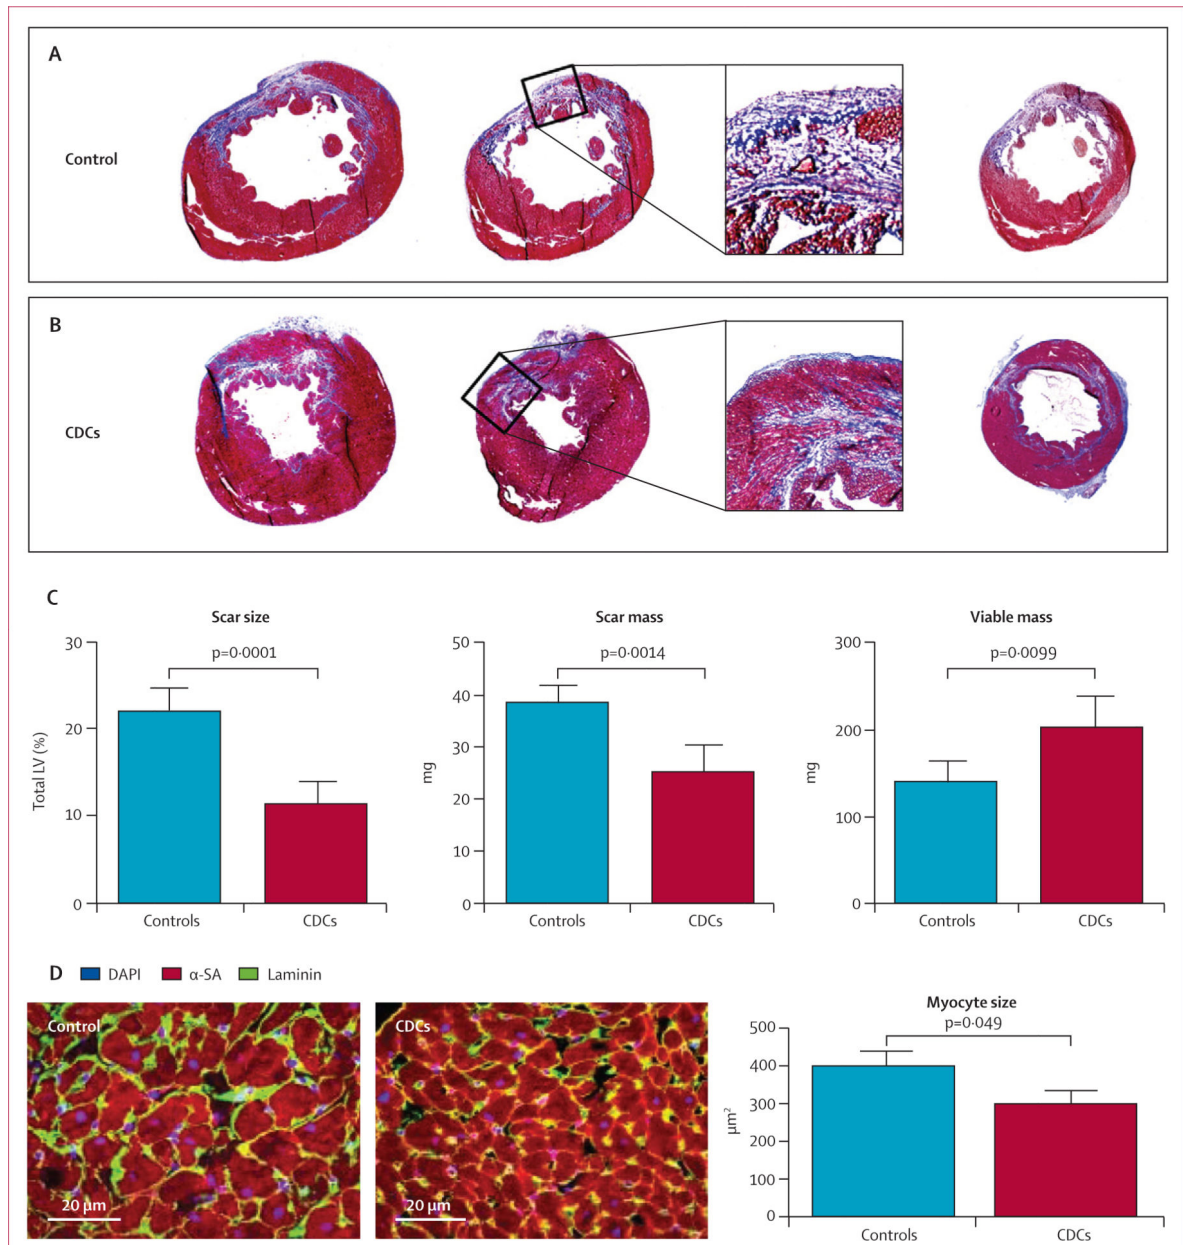 A
Control
B
CDCs
C
Scar size
30
20
10
0
Total LV (%)
p=0·0001
Controls
CDCs
Scar mass
50
40
30
20
10
0
mg
p=0·0014
Controls
CDCs
Viable mass
300
200
100
0
mg
p=0·0099
Controls
CDCs
D
DAPI
α-SA
Laminin
Control
20 µm
CDCs
20 µm
Myocyte size
500
400
300
200
100
0
µm²
p=0·049
Controls
CDCs